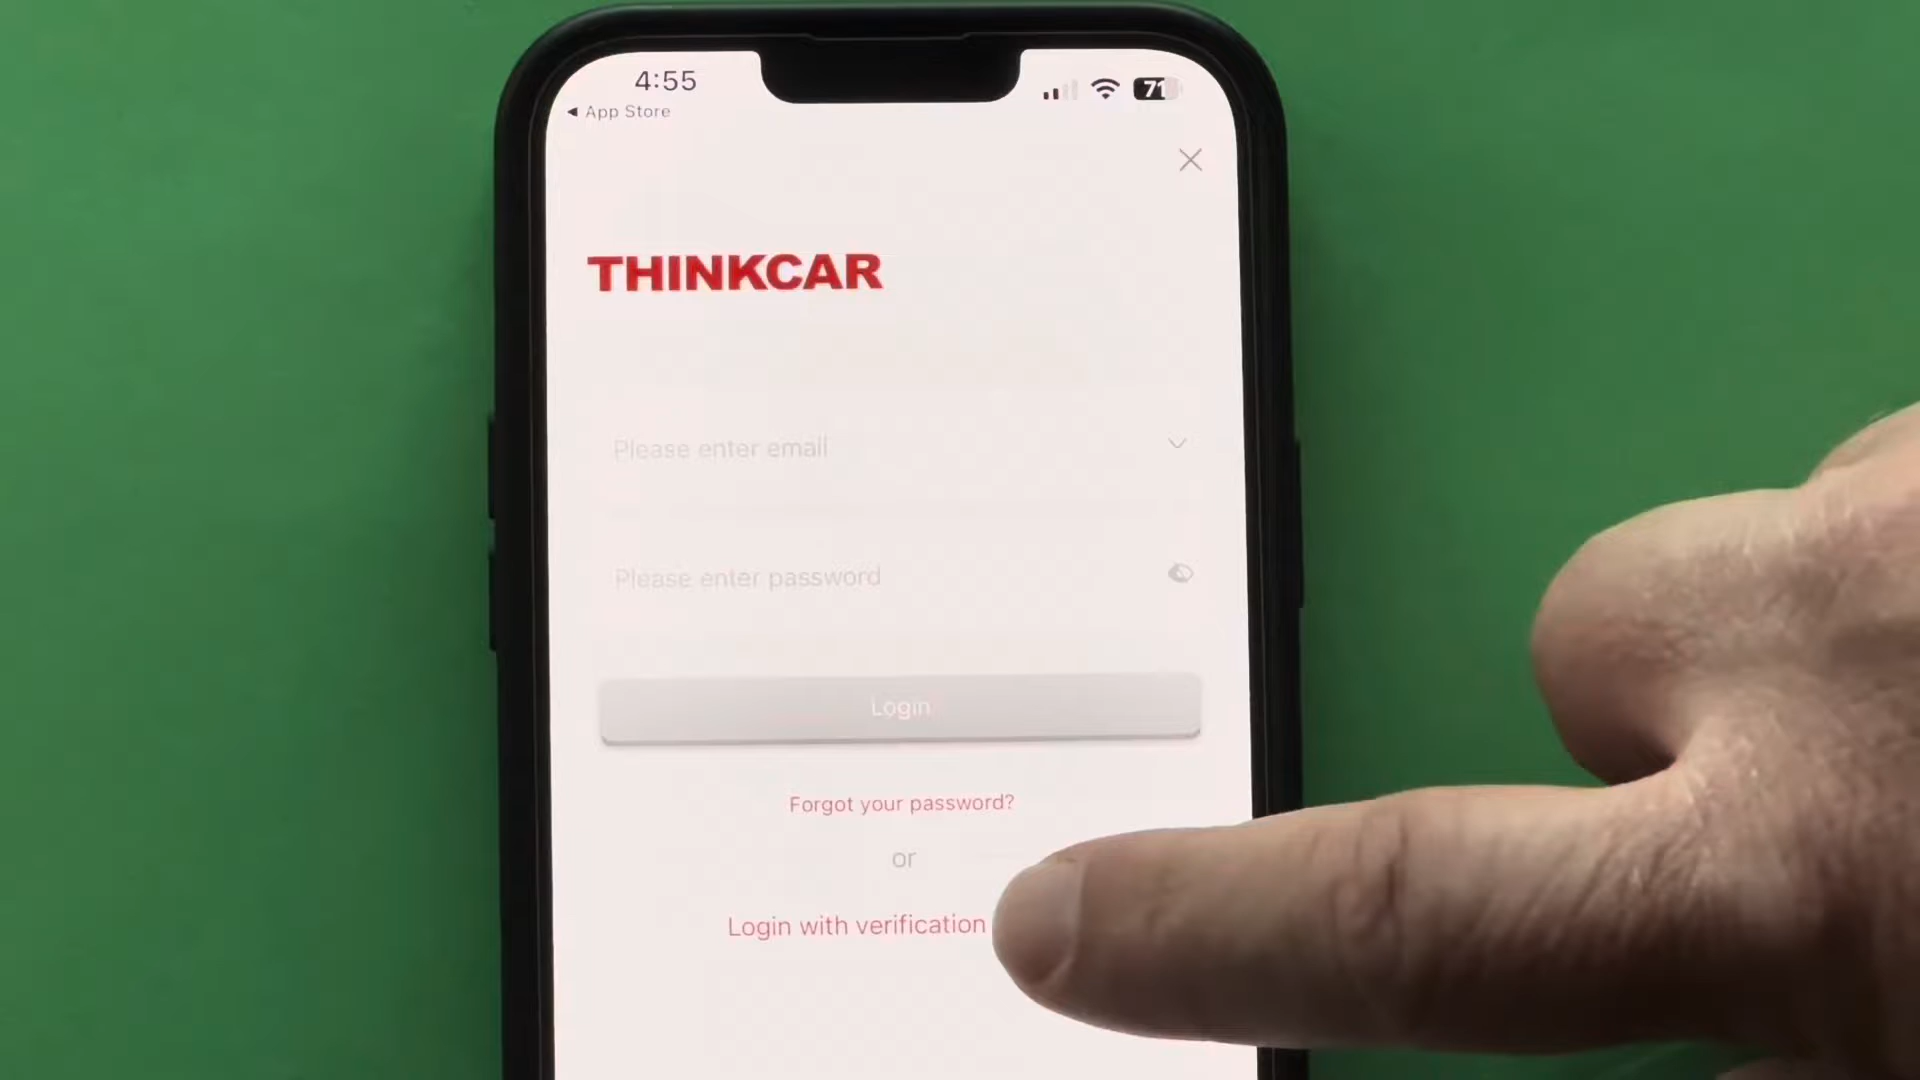 4:55
71
◀ App Store
THINKCAR
Please enter email
Please enter password
Login
Forgot your password?
or
Login with verification